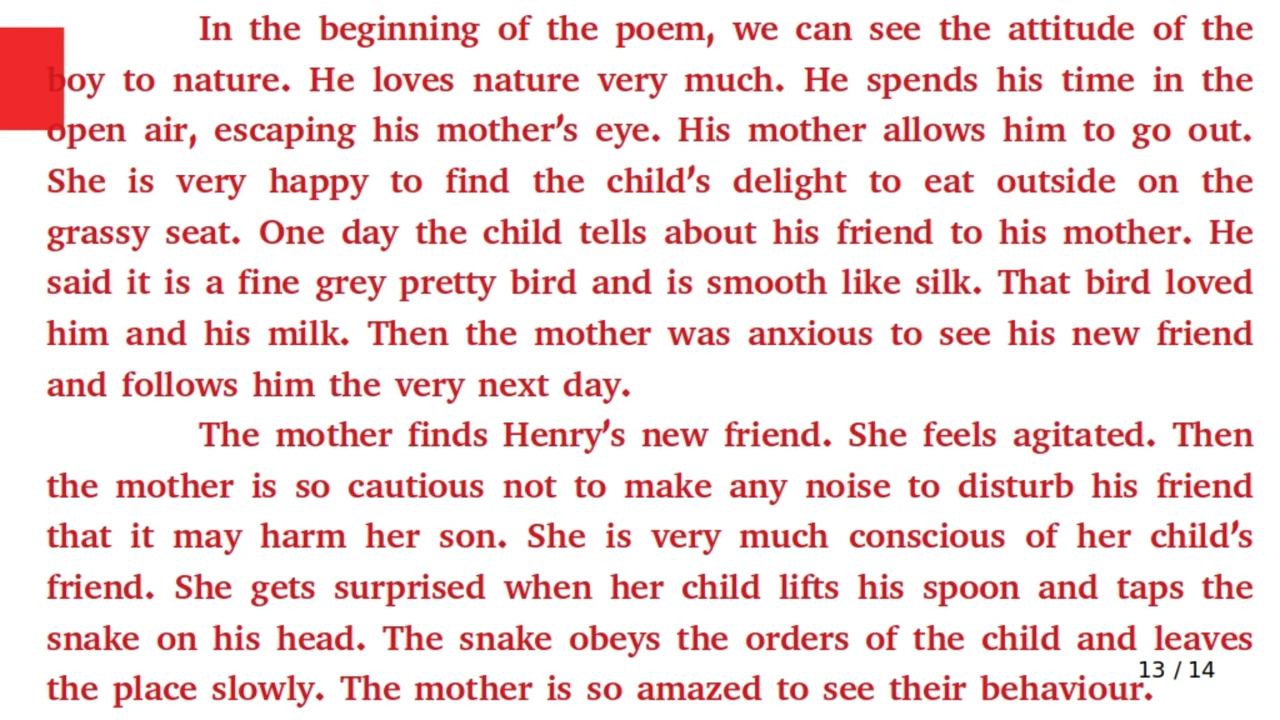 In the beginning of the poem, we can see the attitude of the
boy to nature. He loves nature very much. He spends his time in the
open air, escaping his mother's eye. His mother allows him to go out.
She is very happy to find the child's delight to eat outside on the
grassy seat. One day the child tells about his friend to his mother. He
said it is a fine grey pretty bird and is smooth like silk. That bird loved
him and his milk. Then the mother was anxious to see his new friend
and follows him the very next day.
The mother finds Henry's new friend. She feels agitated. Then
the mother is so cautious not to make any noise to disturb his friend
that it may harm her son. She is very much conscious of her child's
friend. She gets surprised when her child lifts his spoon and taps the
snake on his head. The snake obeys the orders of the child and leaves
the place slowly. The mother is so amazed to see their behaviour.
13 / 14